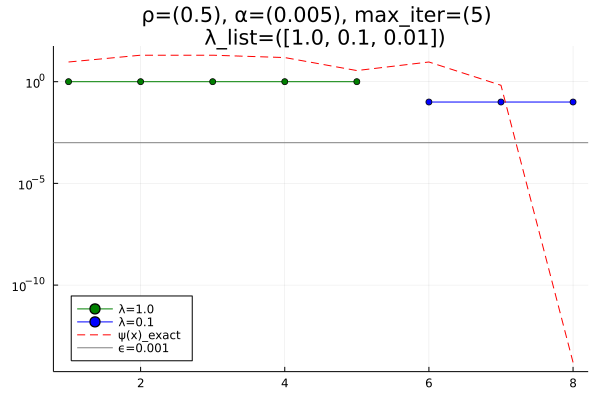 ρ=(0.5), α=(0.005), max_iter=(5)
λ_list=([1.0, 0.1, 0.01])
10⁰
10⁻⁵
10⁻¹⁰
λ=1.0
λ=0.1
ψ(x)_exact
ϵ=0.001
2 4 6 8